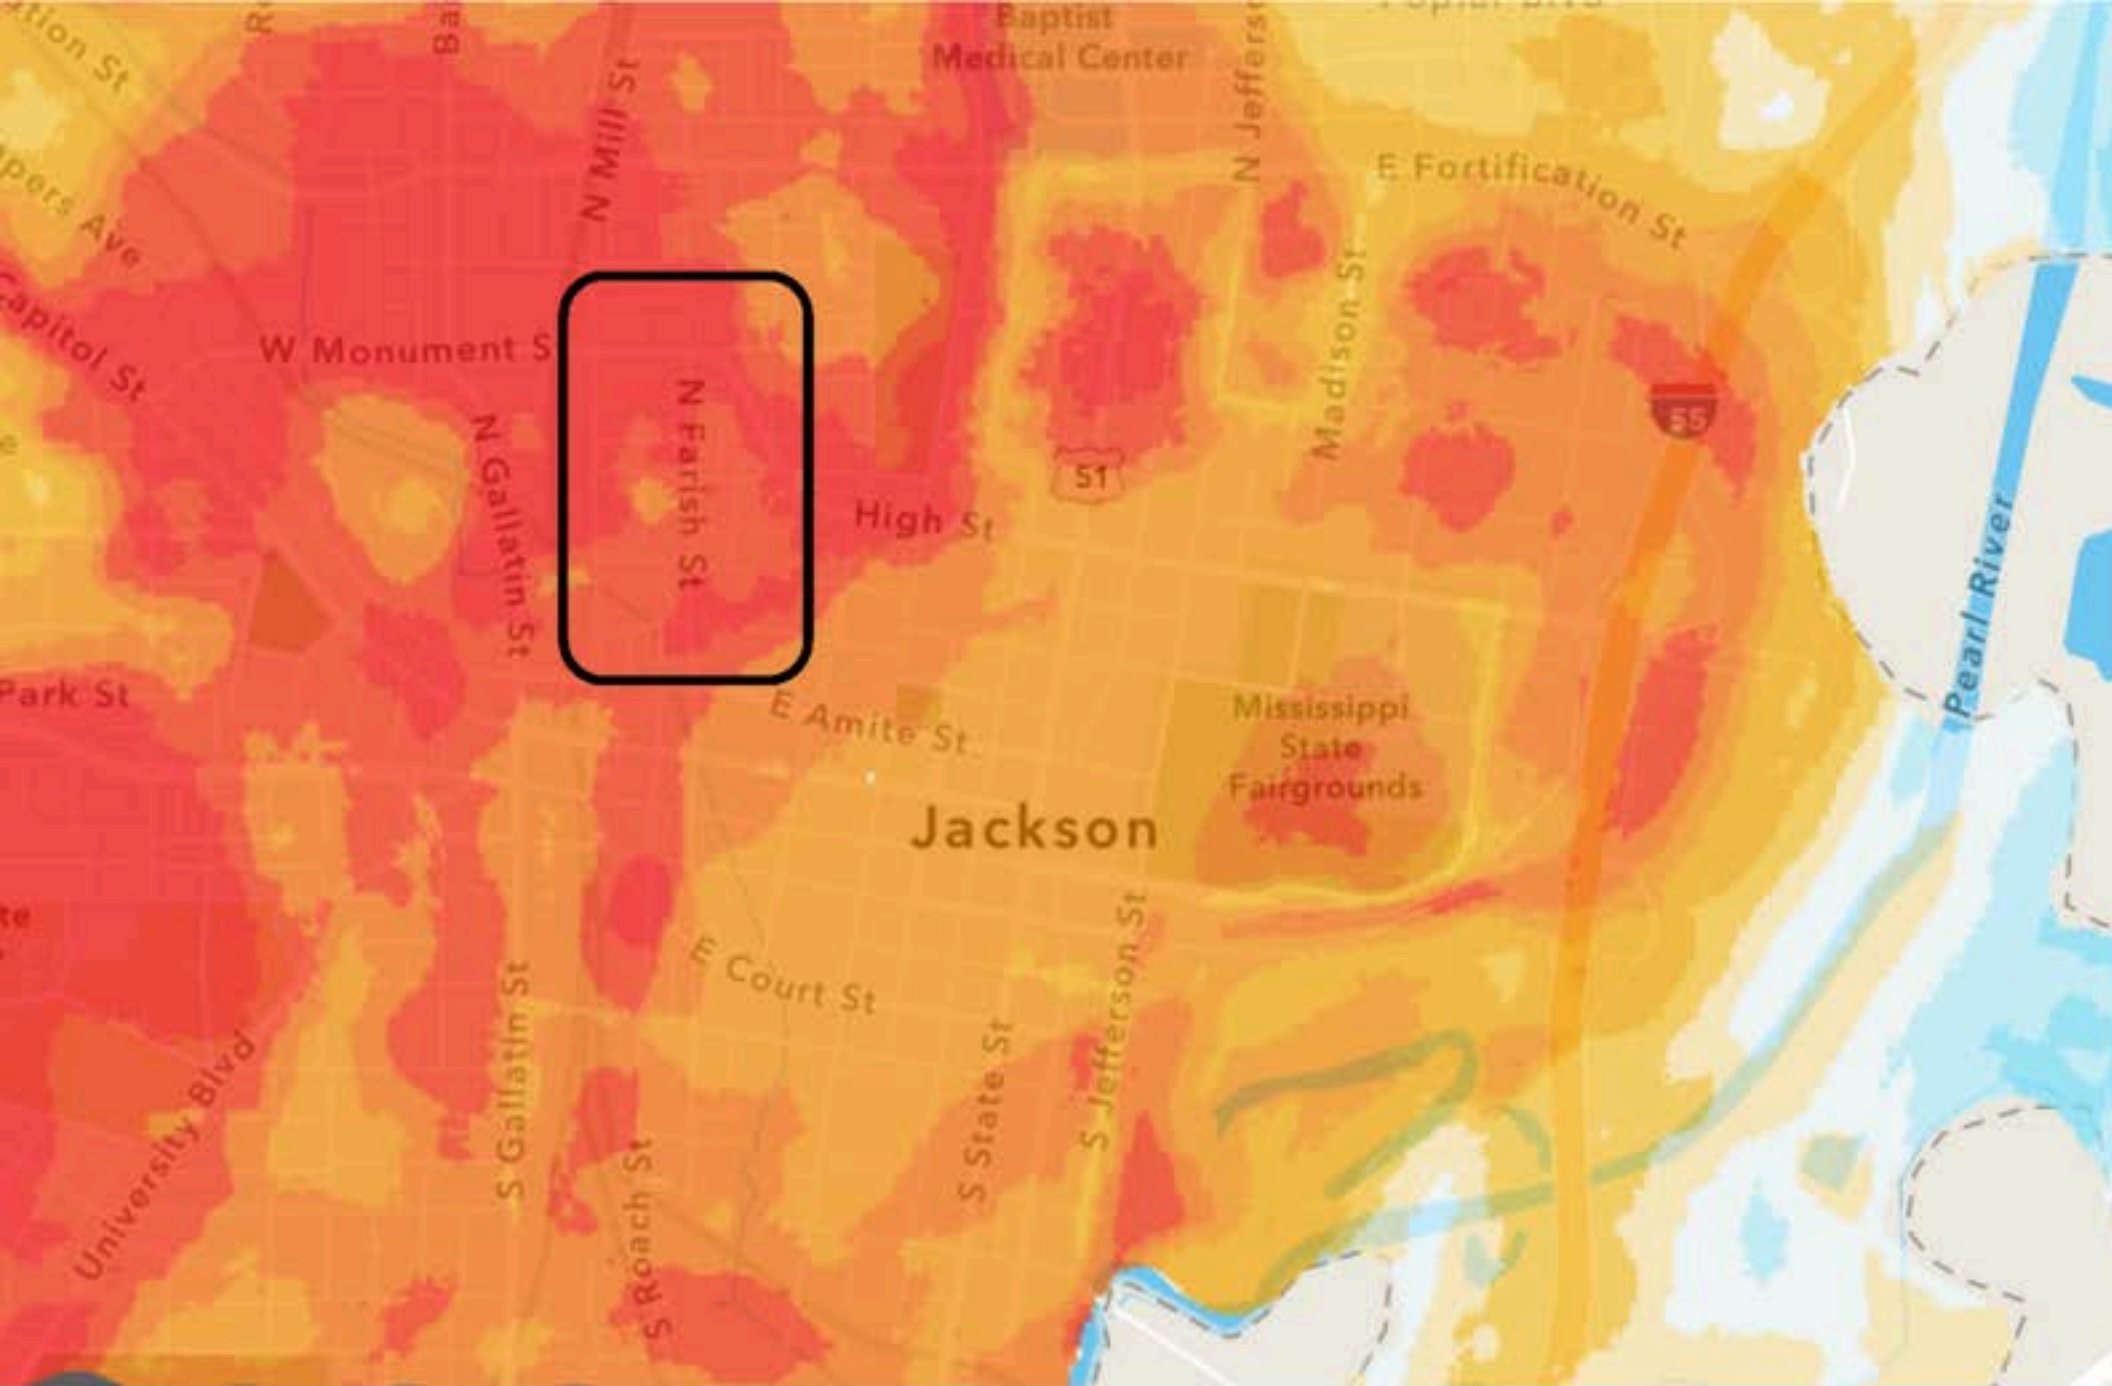 Baptist
Medical Center
N Mill St
E Fortification St
Capitol St
W Monument S
N Gallatin St
N Farish St
Madison St
55
51
High St
Pearl River
Park St
E Amite St
Mississippi
State
Fairgrounds
Jackson
E Court St
S Gallatin St
S State St
S Jefferson St
University Blvd
S Roach St